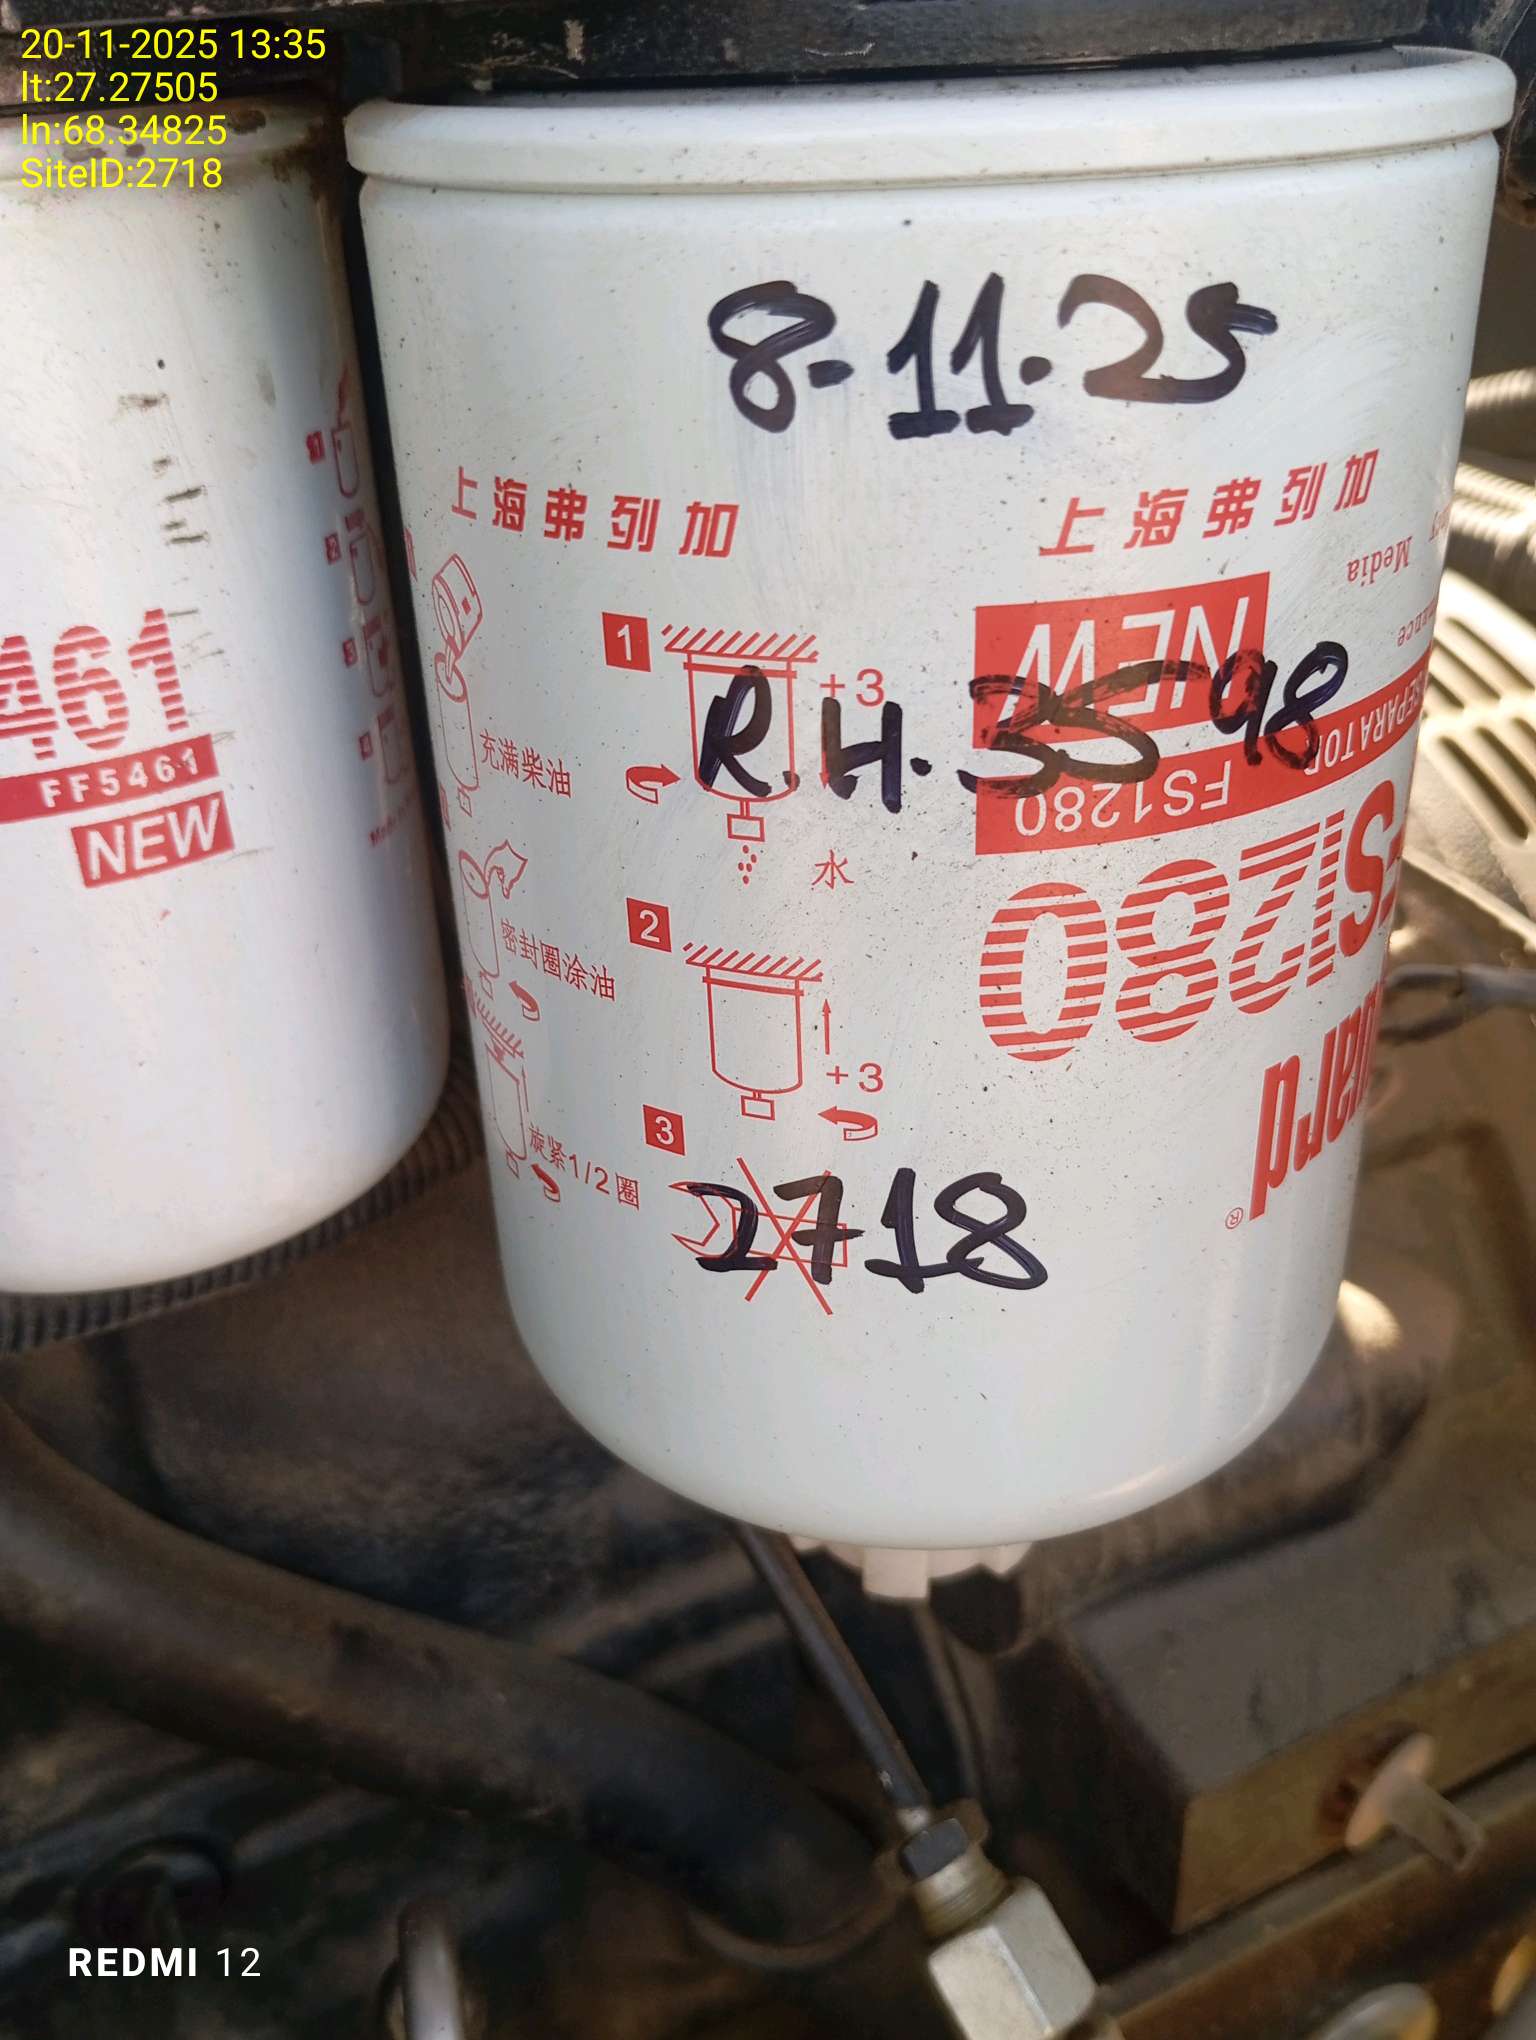 20-11-2025 13:35
lt:27.27505
ln:68.34825
SiteID:2718
8-11-25
上海弗列加
上海弗列加
Media
NEW
1
+3
R.H.3598
SEPARATOR
FS1280
充满柴油
水
461
FF5461
NEW
2
密封圈涂油
FS1280
+3
3
旋紧1/2圈
2718
®
REDMI 12